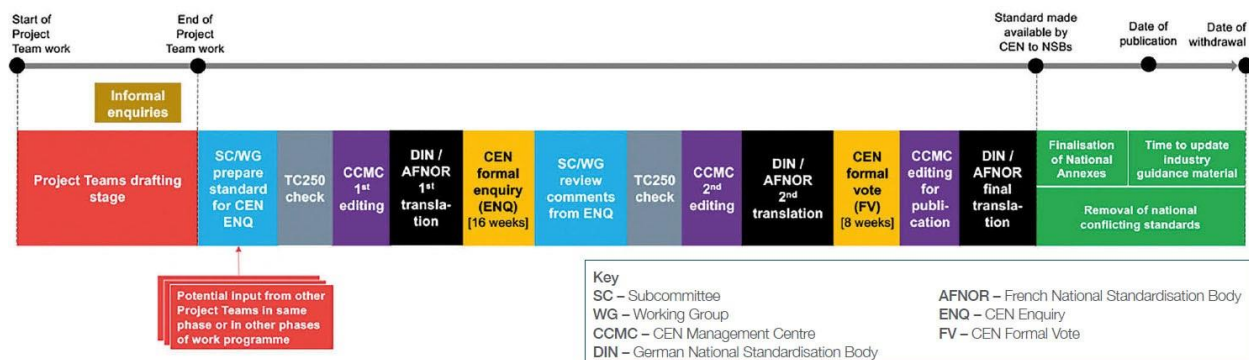 Start of
Project
Team work
End of
Project
Team work
Standard made
available by
CEN to NSBs
Date of
publication
Date of
withdrawal
Informal
enquiries
Project Teams drafting
stage
SC/WG
prepare
standard
for CEN
ENQ
TC250
check
CCMC
1st
editing
DIN /
AFNOR
1st
transla-
tion
CEN
formal
enquiry
(ENQ)
[16 weeks]
SC/WG
review
comments
from ENQ
TC250
check
CCMC
2nd
editing
DIN /
AFNOR
2nd
translation
CEN
formal
vote
(FV)
[8 weeks]
CCMC
editing
for
publi-
cation
DIN /
AFNOR
final
transla-
tion
Finalisation
of National
Annexes
Time to update
industry
guidance material
Removal of national
conflicting standards
Potential input from other
Project Teams in same
phase or in other phases
of work programme
Key
SC – Subcommittee
WG – Working Group
CCMC – CEN Management Centre
DIN – German National Standardisation Body
AFNOR – French National Standardisation Body
ENQ – CEN Enquiry
FV – CEN Formal Vote